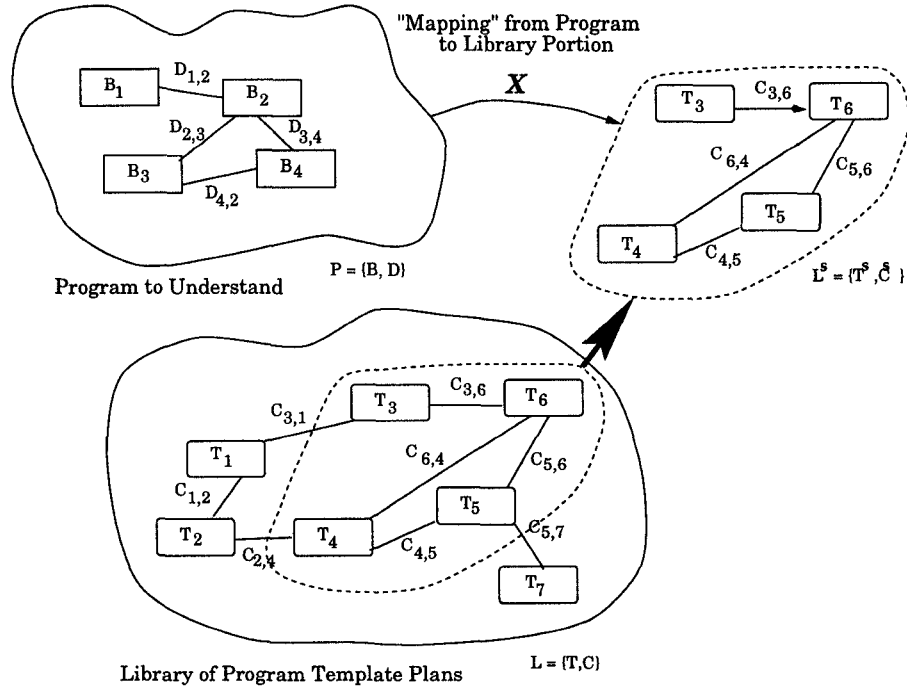 "Mapping" from Program
to Library Portion
X
B1
D1,2
B2
D2,3
D3,4
B3
B4
D4,2
P = {B, D}
Program to Understand
T3
C3,6
T6
C6,4
C5,6
T5
T4
C4,5
L^s = {T^s ,C^s }
T3
C3,6
T6
C3,1
T1
C6,4
C5,6
C1,2
T5
T2
T4
C5,7
C2,4
C4,5
T7
L = {T,C}
Library of Program Template Plans